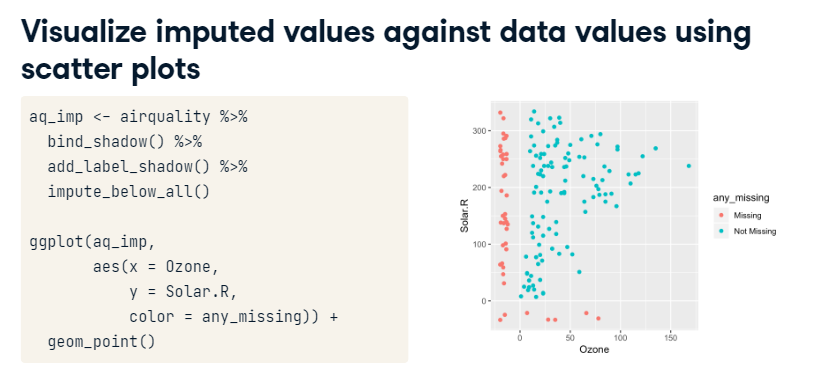 Visualize imputed values against data values using
scatter plots
aq_imp <- airquality %>%
  bind_shadow() %>%
  add_label_shadow() %>%
  impute_below_all()
ggplot(aq_imp,
       aes(x = Ozone,
           y = Solar.R,
           color = any_missing)) +
  geom_point()
300
200
100
0
Solar.R
0 50 100 150
Ozone
any_missing
Missing
Not Missing